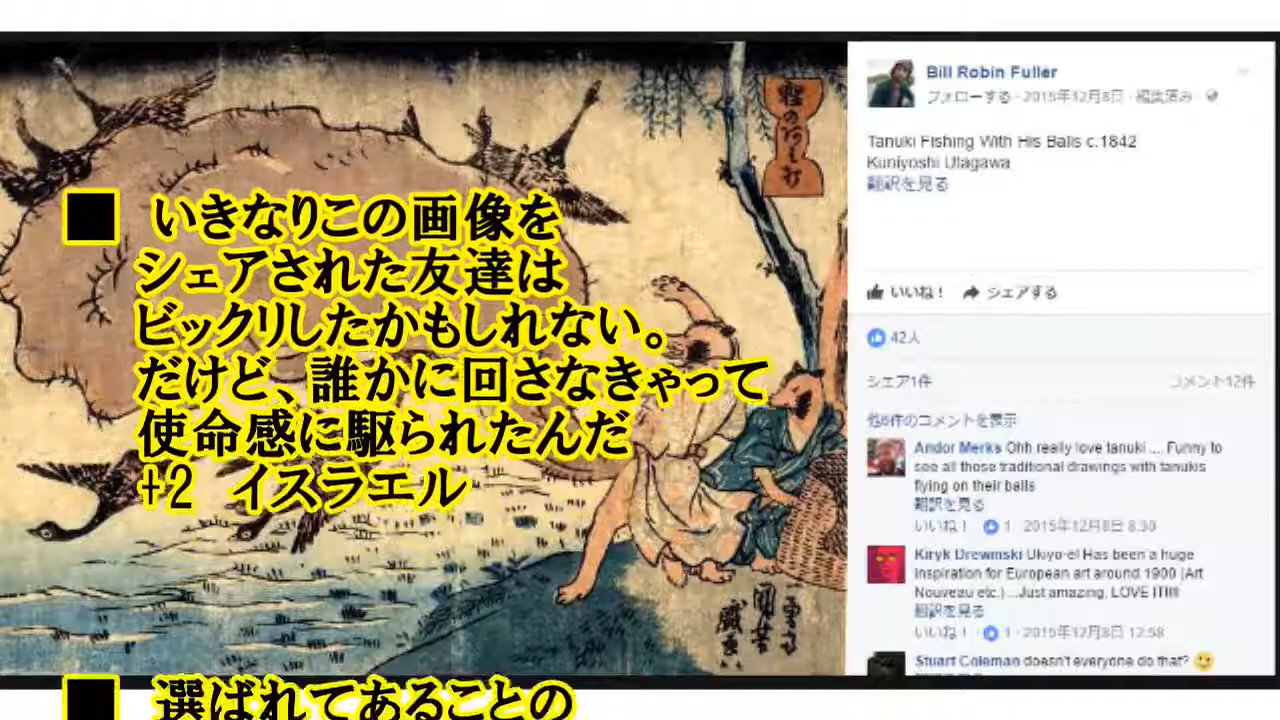 Bill Robin Fuller
フォローする · 2015年12月8日 · 編集済み ·
Tanuki Fishing With His Balls c.1842
Kuniyoshi Utagawa
翻訳を見る
いいね！ シェアする
42人
シェア1件 コメント12件
他6件のコメントを表示
Andor Merks Ohh really love tanuki .... Funny to
see all those traditional drawings with tanukis
flying on their balls
翻訳を見る
いいね！ · 1 · 2015年12月8日 8:30
Kiryk Drewinski Ukiyo-e! Has been a huge
inspiration for European art around 1900 (Art
Nouveau etc.)...Just amazing, LOVE IT!!!!
翻訳を見る
いいね！ · 1 · 2015年12月8日 12:58
Stuart Coleman doesn't everyone do that?
■ いきなりこの画像を
シェアされた友達は
ビックリしたかもしれない。
だけど、誰かに回さなきゃって
使命感に駆られたんだ
+2 イスラエル
■ 選ばれてあることの